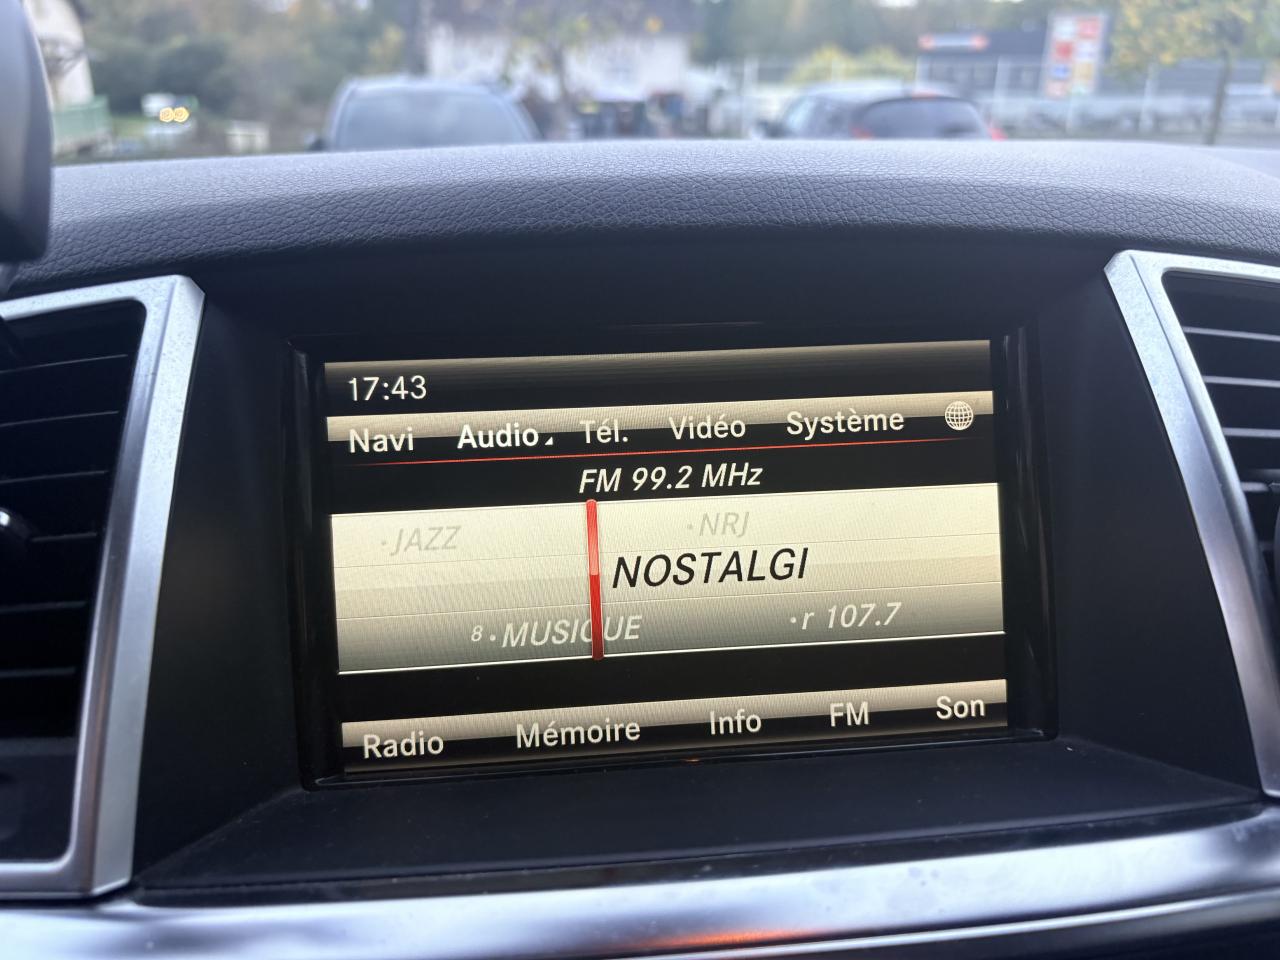 17:43
Navi Audio Tél. Vidéo Système
FM 99.2 MHz
·JAZZ ·NRJ
NOSTALGI
8·MUSIQUE ·r 107.7
Radio Mémoire Info FM Son